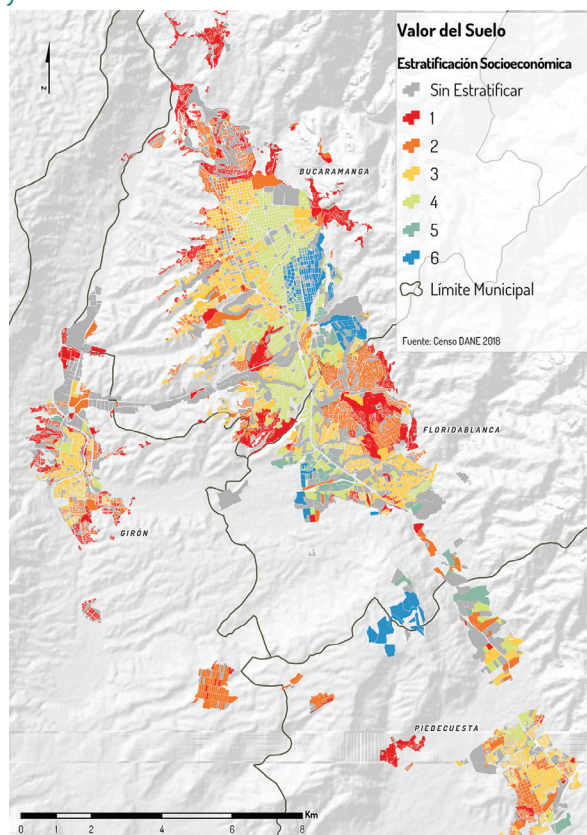 Valor del Suelo
Estratificación Socioeconómica
Sin Estratificar
1
2
3
4
5
6
Límite Municipal
Fuente: Censo DANE 2018
N
BUCARAMANGA
FLORIDABLANCA
GIRÓN
PIEDECUESTA
Km
0 1 2 4 6 8